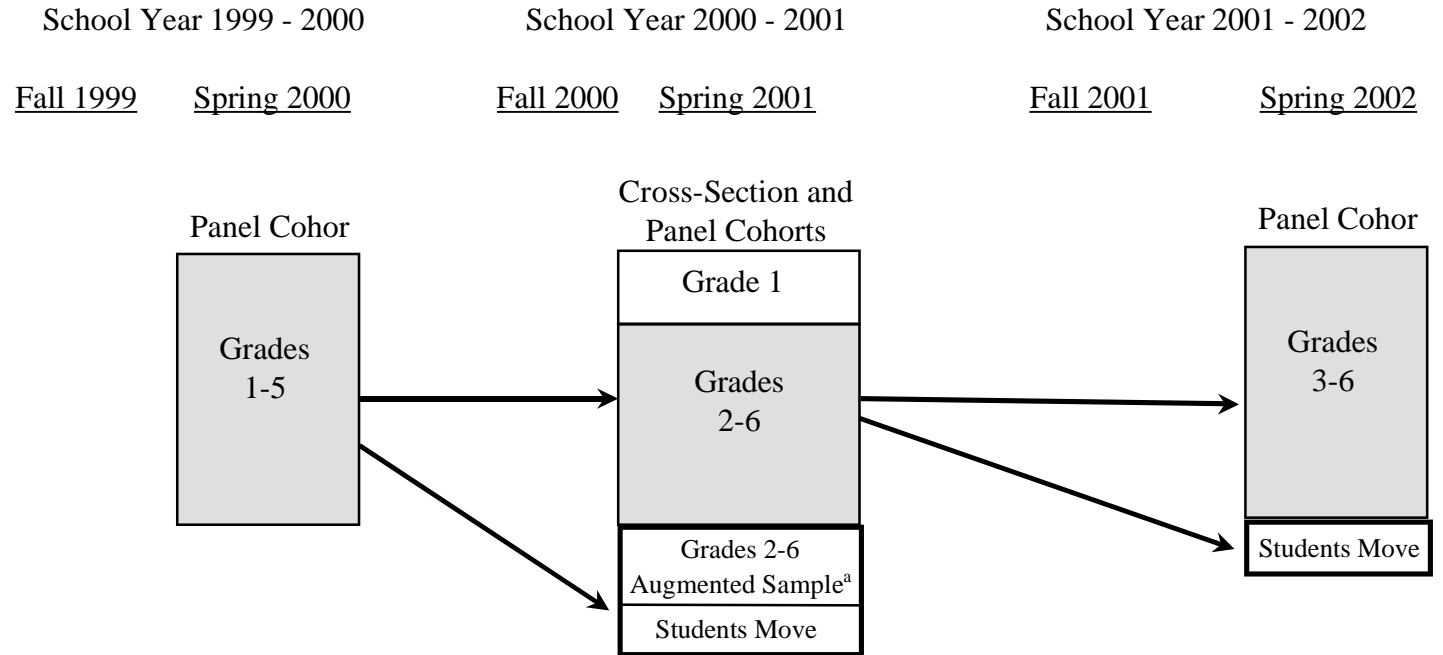 School Year 1999 - 2000
School Year 2000 - 2001
School Year 2001 - 2002
Fall 1999
Spring 2000
Fall 2000
Spring 2001
Fall 2001
Spring 2002
Panel Cohor
Grades
1-5
Cross-Section and
Panel Cohorts
Grade 1
Grades
2-6
Grades 2-6
Augmented Sampleᵃ
Students Move
Panel Cohor
Grades
3-6
Students Move